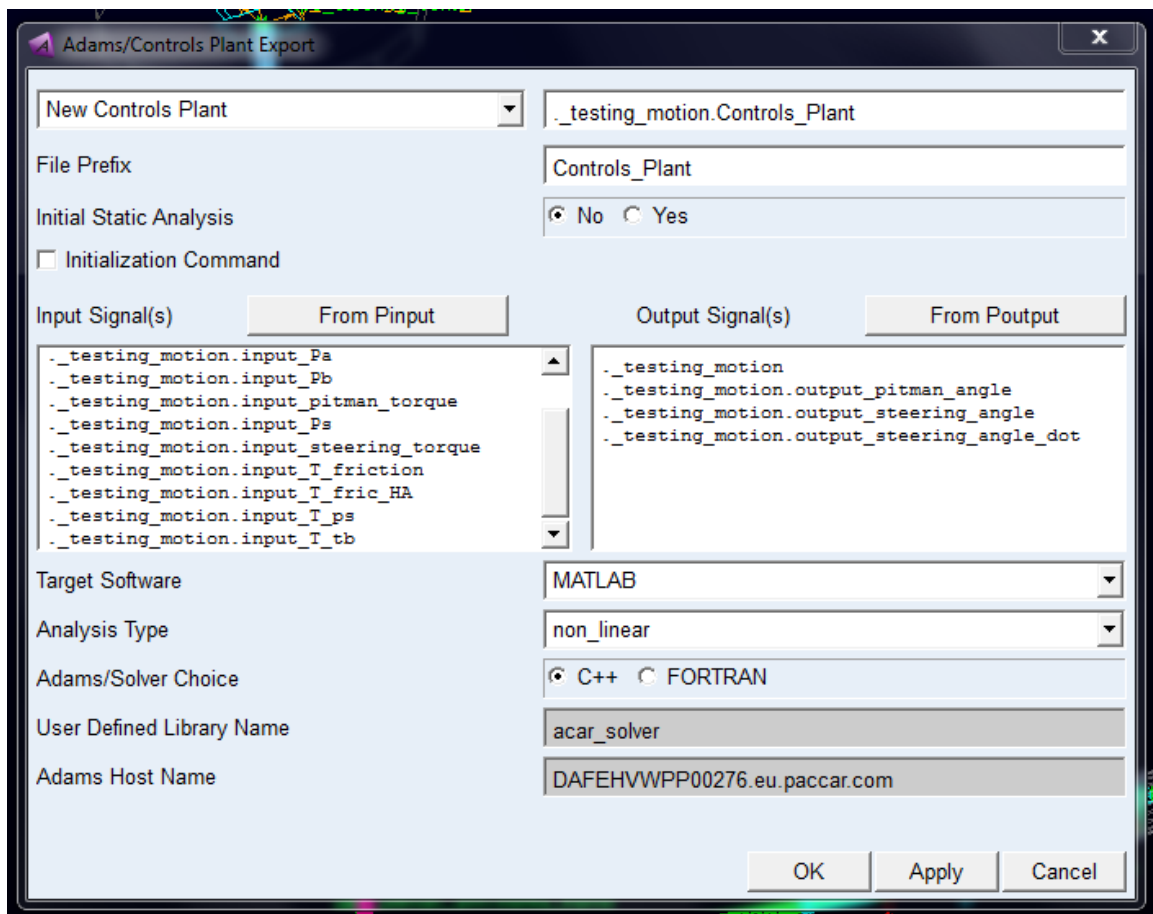 Adams/Controls Plant Export
x
New Controls Plant
._testing_motion.Controls_Plant
File Prefix
Controls_Plant
Initial Static Analysis
No
Yes
Initialization Command
Input Signal(s)
From Pinput
Output Signal(s)
From Poutput
._testing_motion.input_Pa
._testing_motion.input_Pb
._testing_motion.input_pitman_torque
._testing_motion.input_Ps
._testing_motion.input_steering_torque
._testing_motion.input_T_friction
._testing_motion.input_T_fric_HA
._testing_motion.input_T_ps
._testing_motion.input_T_tb
._testing_motion
._testing_motion.output_pitman_angle
._testing_motion.output_steering_angle
._testing_motion.output_steering_angle_dot
Target Software
MATLAB
Analysis Type
non_linear
Adams/Solver Choice
C++
FORTRAN
User Defined Library Name
acar_solver
Adams Host Name
DAFEHVWPP00276.eu.paccar.com
OK
Apply
Cancel